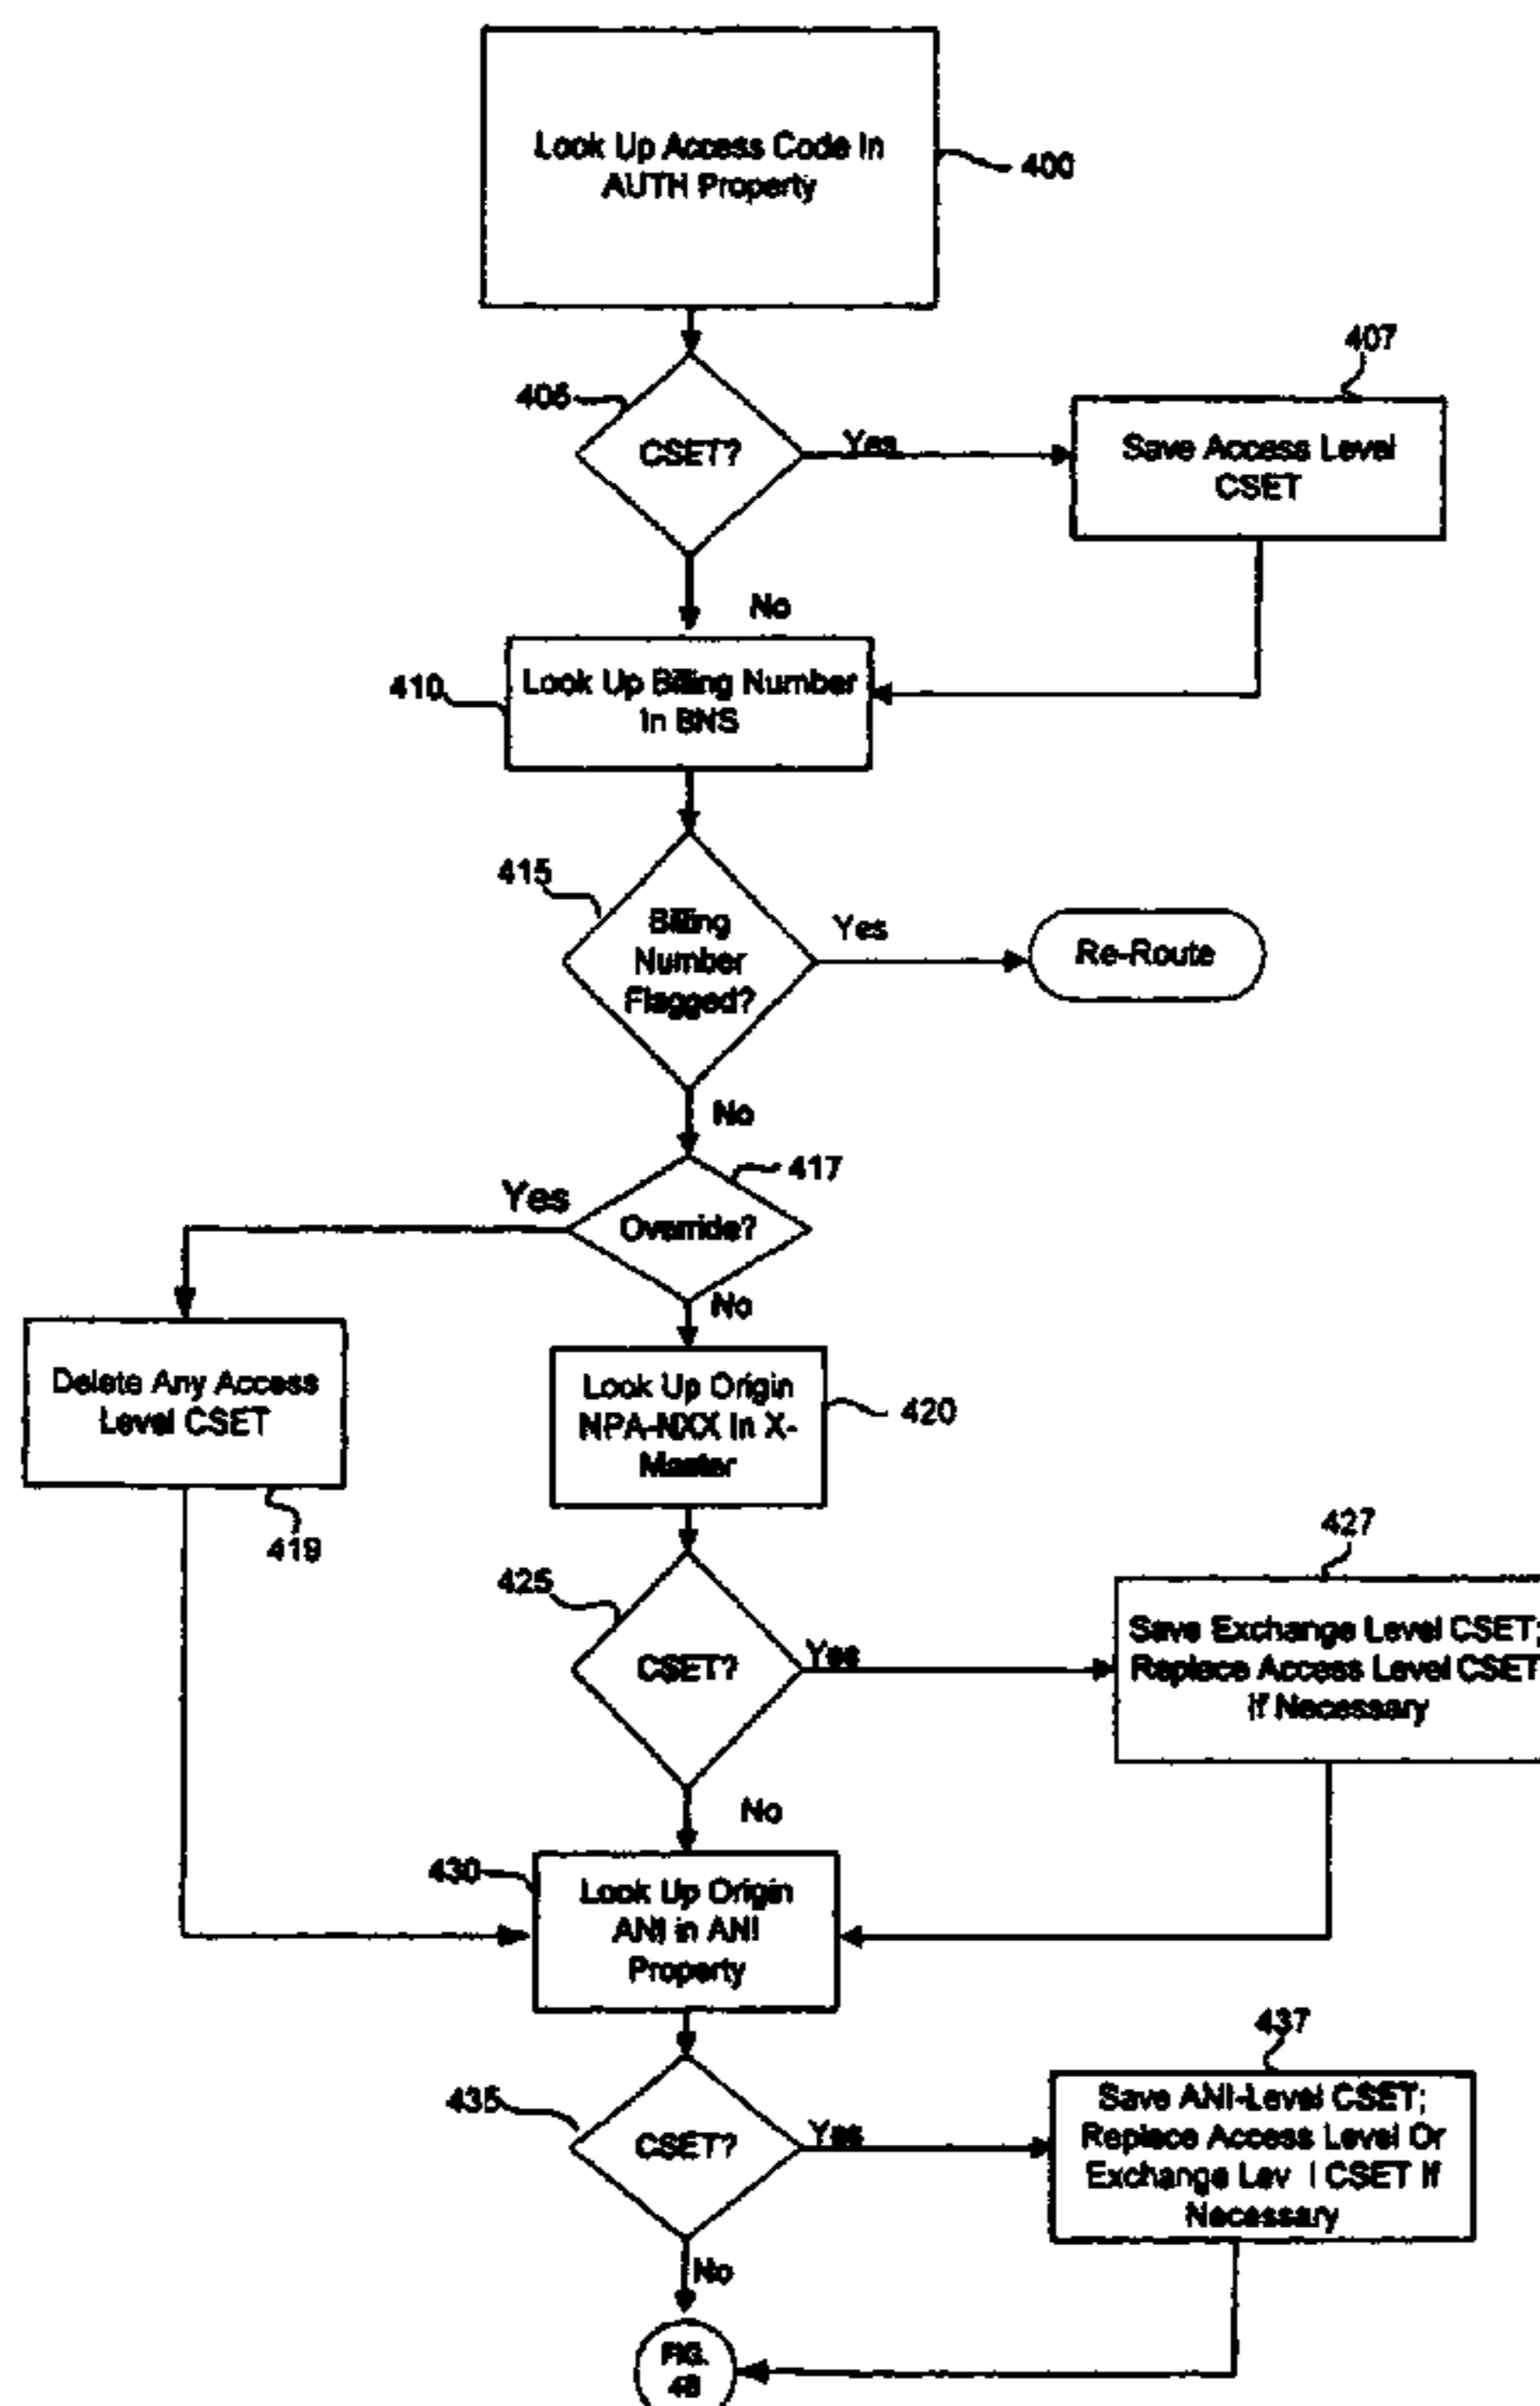 Look Up Access Code In
AUTH Property
400
405
CSET?
Yes
407
Save Access Level
CSET
No
410
Look Up Billing Number
In BNS
415
Billing
Number
Flagged?
Yes
Re-Route
No
417
Yes
Override?
No
Delete Any Access
Level CSET
419
Look Up Origin
NPA-NXX In X-
Master
420
425
CSET?
Yes
427
Save Exchange Level CSET;
Replace Access Level CSET
If Necessary
No
430
Look Up Origin
ANI in ANI
Property
435
CSET?
Yes
437
Save ANI-Level CSET;
Replace Access Level Or
Exchange Lev l CSET If
Necessary
No
FIG.
4B